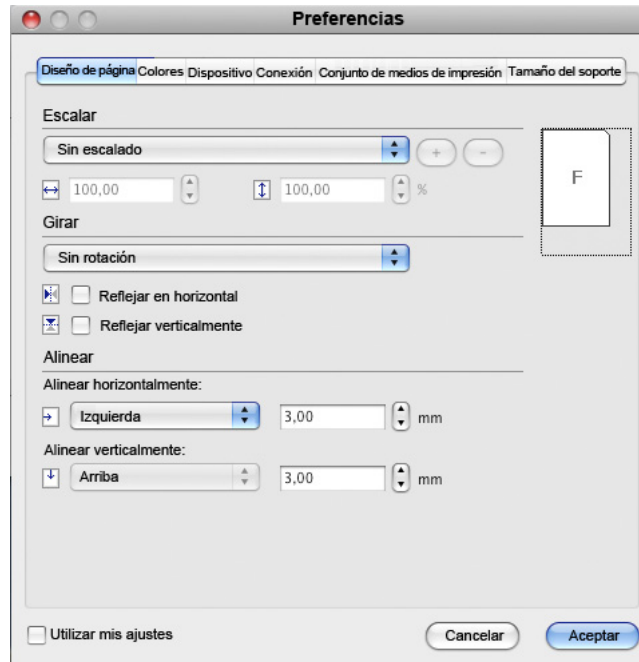 Preferencias
Diseño de página Colores Dispositivo Conexión Conjunto de medios de impresión Tamaño del soporte
Escalar
Sin escalado + -
100,00 100,00 %
F
Girar
Sin rotación
Reflejar en horizontal
Reflejar verticalmente
Alinear
Alinear horizontalmente:
Izquierda 3,00 mm
Alinear verticalmente:
Arriba 3,00 mm
Utilizar mis ajustes Cancelar Aceptar